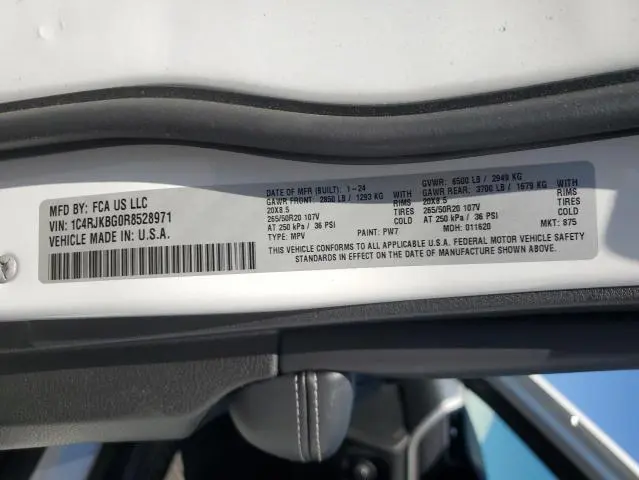 MFD BY: FCA US LLC
VIN: 1C4RJKBG0R8528971
VEHICLE MADE IN U.S.A.
DATE OF MFR (BUILT): 1-24 GVWR: 6500 LB / 2949 KG
GAWR FRONT: 2850 LB / 1293 KG GAWR REAR: 3700 LB / 1679 KG
20X8.5 RIMS 20X8.5 RIMS
265/50R20 107V TIRES 265/50R20 107V TIRES
AT 250 kPa / 36 PSI COLD AT 250 kPa / 36 PSI COLD
TYPE: MPV PAINT: PW7 MDH: 011620 MKT: 875
THIS VEHICLE CONFORMS TO ALL APPLICABLE U.S.A. FEDERAL MOTOR VEHICLE SAFETY
STANDARDS IN EFFECT ON THE DATE OF MANUFACTURE SHOWN ABOVE.